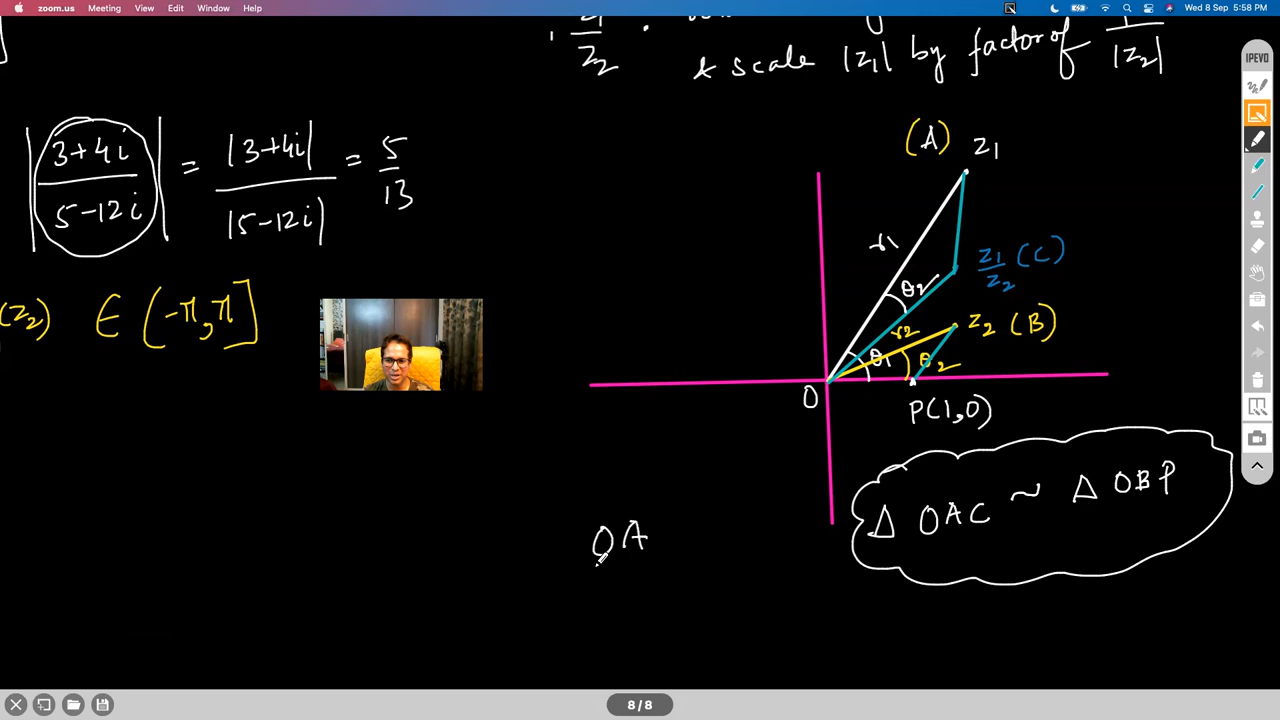 zoom.us Meeting View Edit Window Help Wed 8 Sep 5:58 PM
& scale |z1| by factor of 1/|z2|
z1/z2
|3+4i / 5-12i| = |3+4i| / |5-12i| = 5/13
(z2) ∈ (-π, π]
(A) z1
r1
θ2
z1/z2 (C)
r2
z2 (B)
θ1
θ2
O
P(1,0)
Δ OAC ~ Δ OBP
OA
IPEVO
8/8